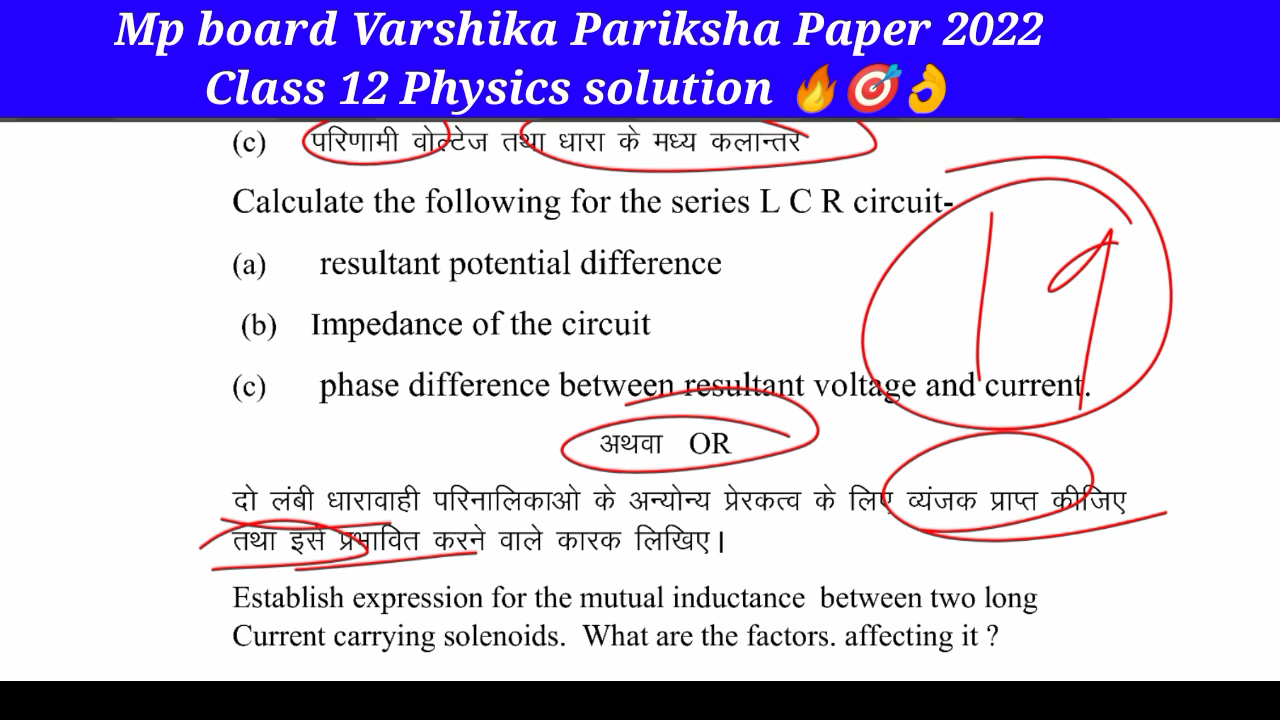 Mp board Varshika Pariksha Paper 2022
Class 12 Physics solution 🔥🎯👌
(c) परिणामी वोल्टेज तथा धारा के मध्य कलान्तर
Calculate the following for the series L C R circuit-
(a) resultant potential difference
(b) Impedance of the circuit
(c) phase difference between resultant voltage and current.
19
अथवा OR
दो लंबी धारावाही परिनालिकाओ के अन्योन्य प्रेरकत्व के लिए व्यंजक प्राप्त कीजिए
तथा इसे प्रभावित करने वाले कारक लिखिए।
Establish expression for the mutual inductance between two long
Current carrying solenoids. What are the factors. affecting it ?